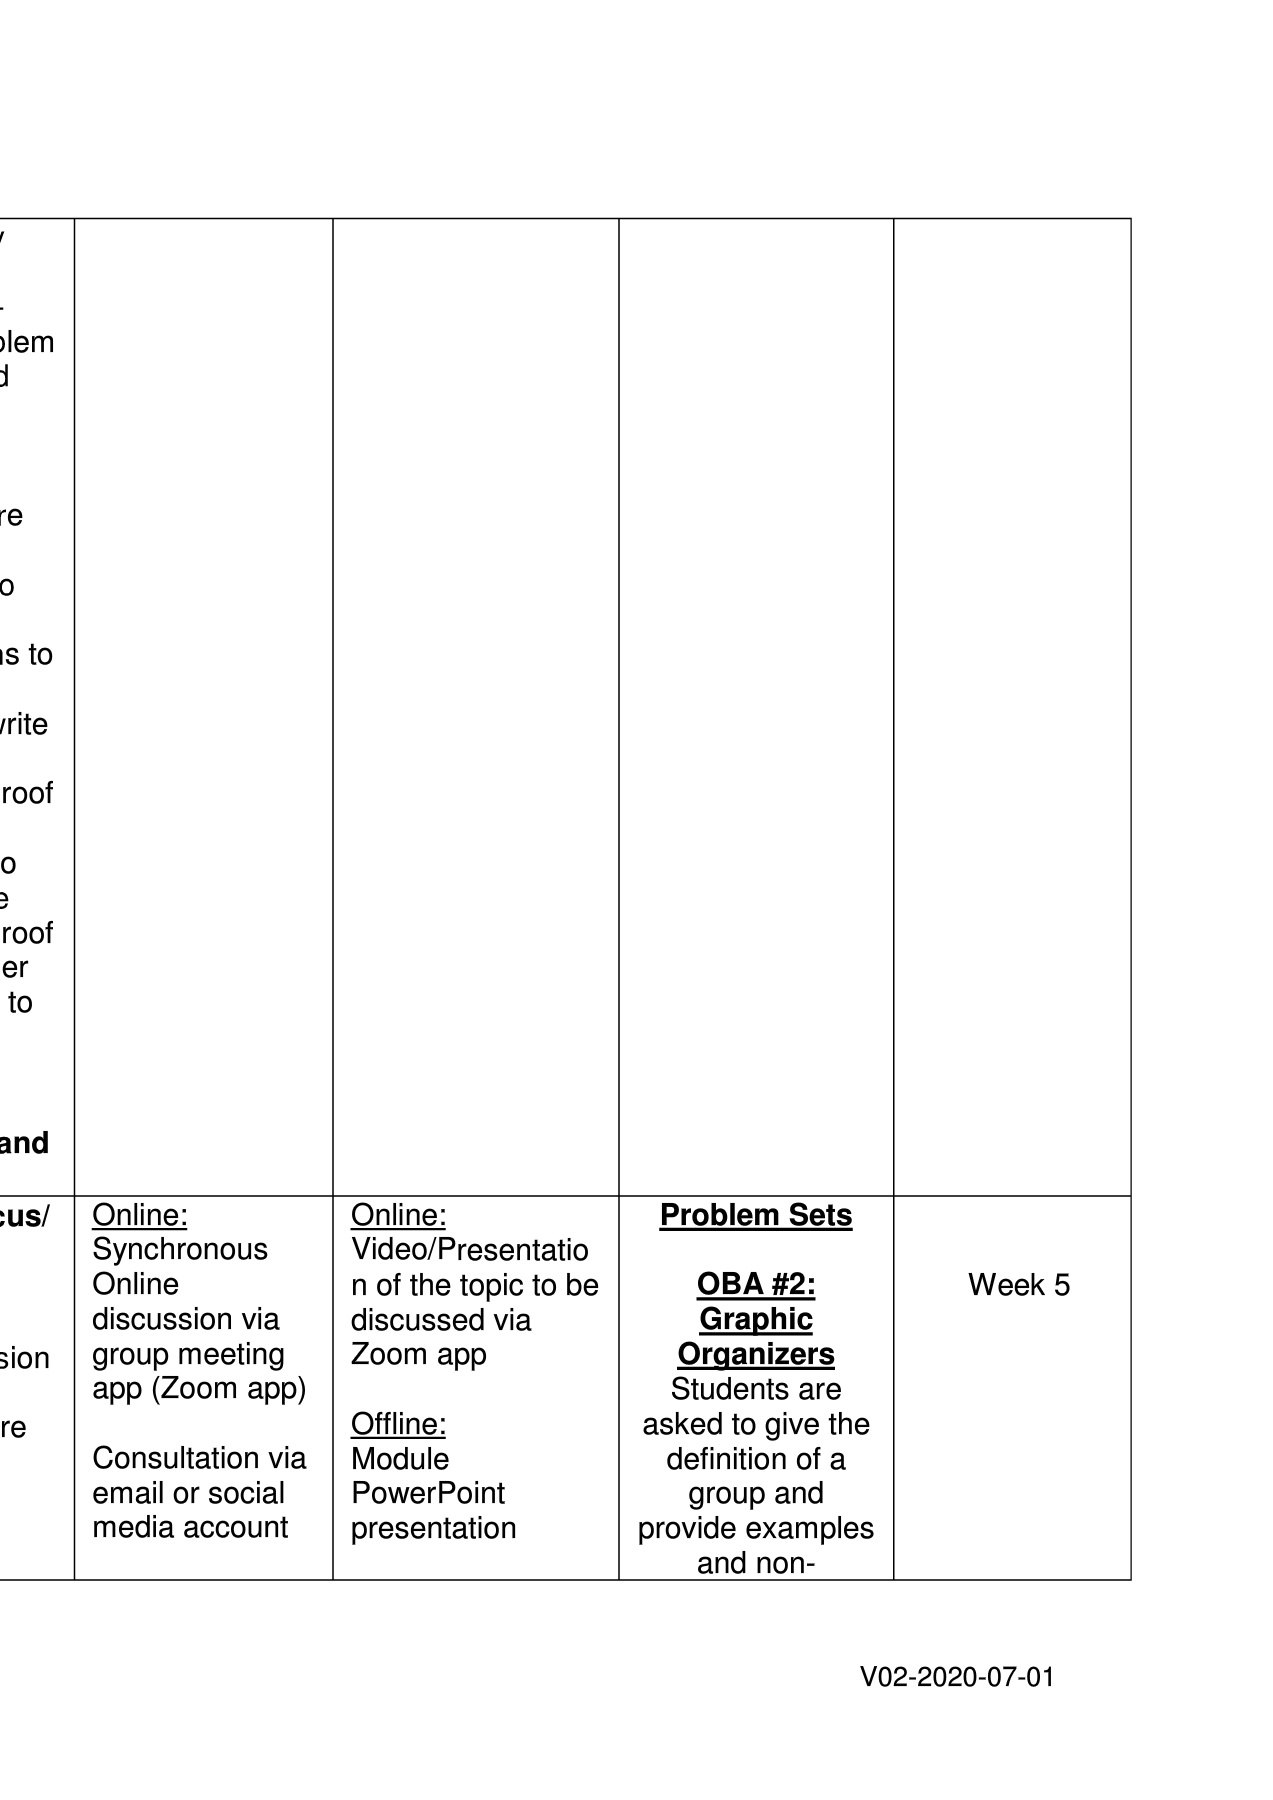 olem
re
o
ns to
write
roof
o
e
roof
er
to
and
cus/
sion
re
Online:
Synchronous
Online
discussion via
group meeting
app (Zoom app)
Consultation via
email or social
media account
Online:
Video/Presentatio
n of the topic to be
discussed via
Zoom app
Offline:
Module
PowerPoint
presentation
Problem Sets
OBA #2:
Graphic
Organizers
Students are
asked to give the
definition of a
group and
provide examples
and non-
Week 5
V02-2020-07-01